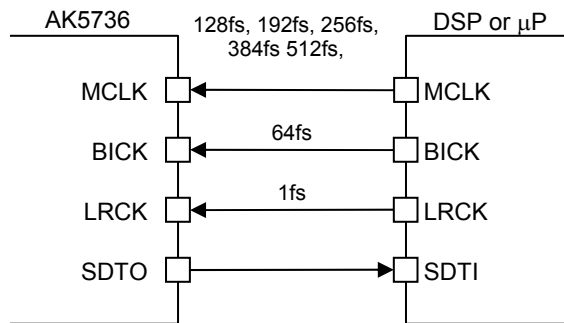 AK5736
128fs, 192fs, 256fs,
384fs 512fs,
DSP or μP
MCLK
MCLK
BICK
64fs
BICK
LRCK
1fs
LRCK
SDTO
SDTI